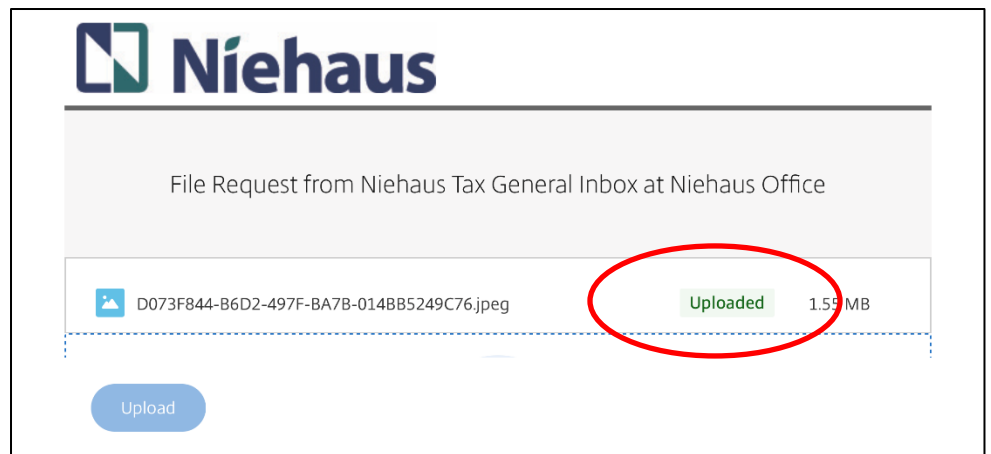 Niehaus
File Request from Niehaus Tax General Inbox at Niehaus Office
D073F844-B6D2-497F-BA7B-014BB5249C76.jpeg Uploaded 1.55 MB
Upload